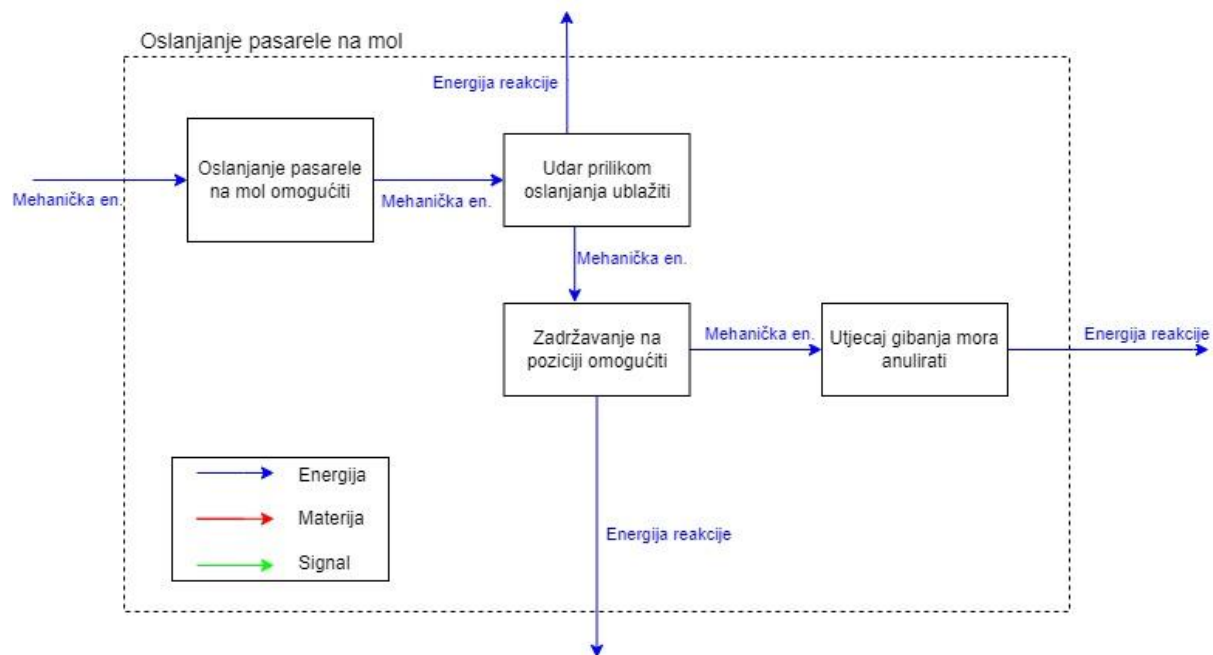 Oslanjanje pasarele na mol
Energija reakcije
Oslanjanje pasarele
na mol omogućiti
Udar prilikom
oslanjanja ublažiti
Mehanička en.
Mehanička en.
Mehanička en.
Zadržavanje na
poziciji omogućiti
Mehanička en.
Utjecaj gibanja mora
anulirati
Energija reakcije
Energija
Materija
Signal
Energija reakcije